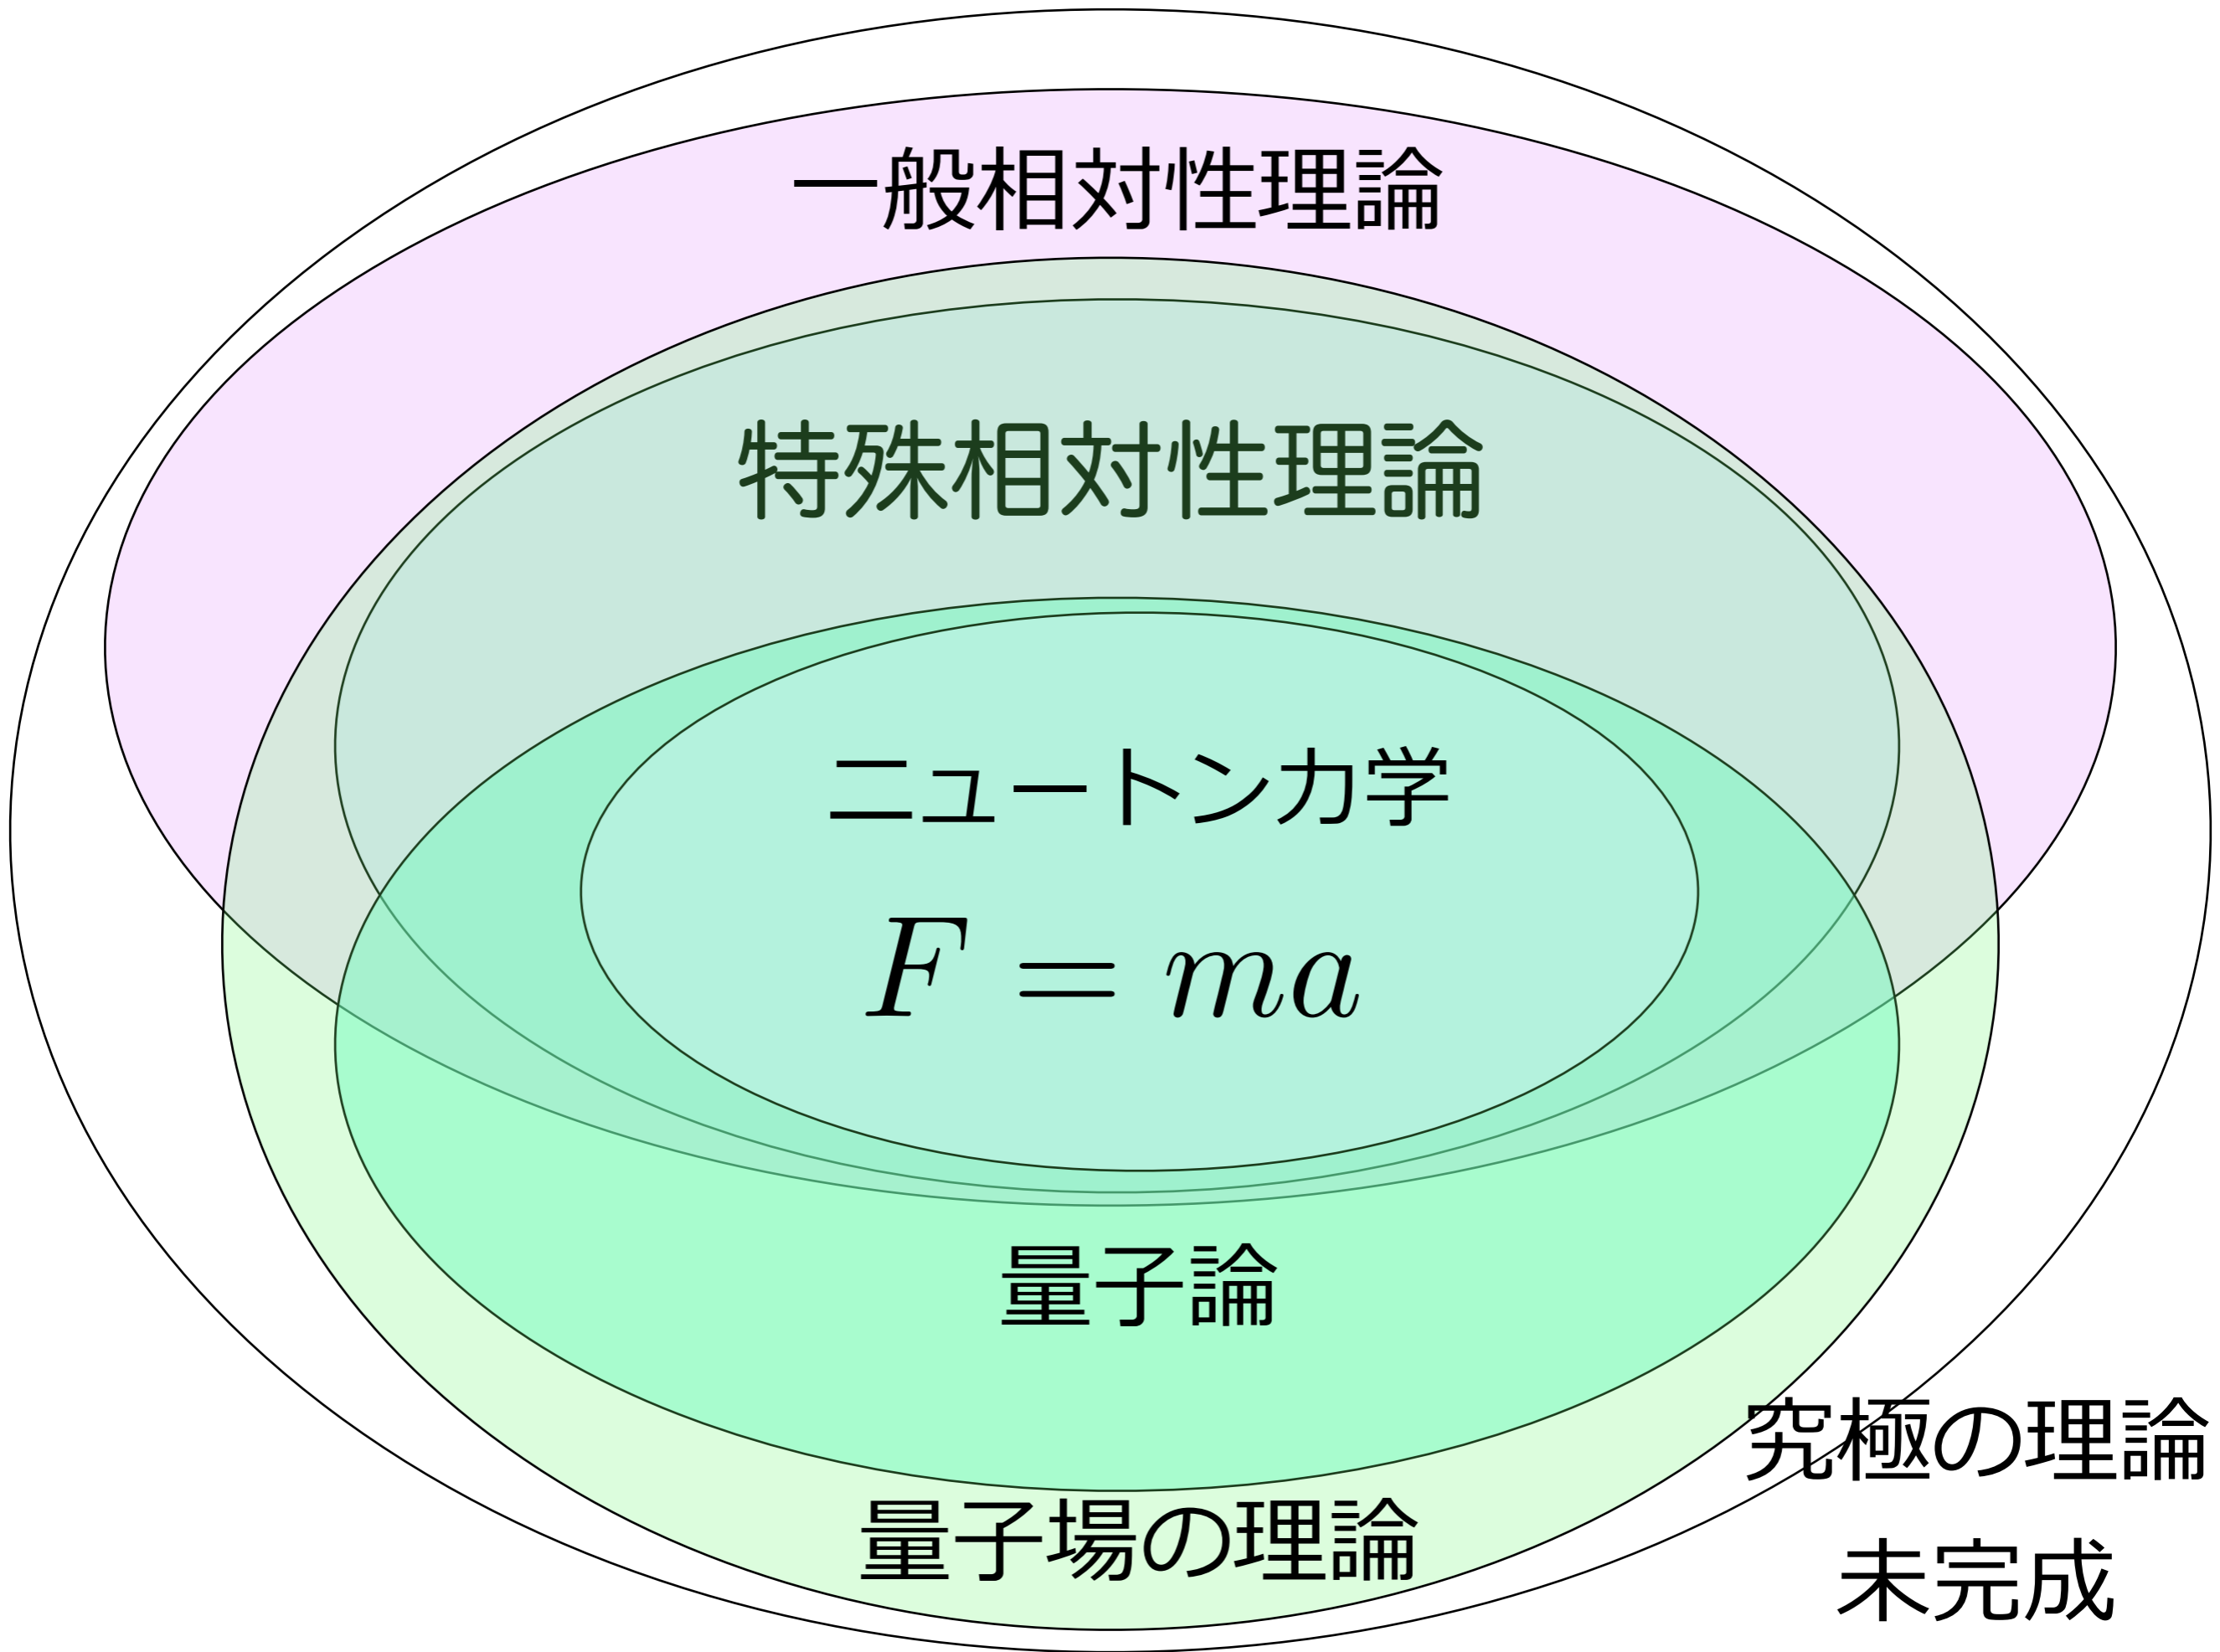 一般相対性理論
特殊相対性理論
ニュートン力学
F = ma
量子論
究極の理論
量子場の理論
未完成